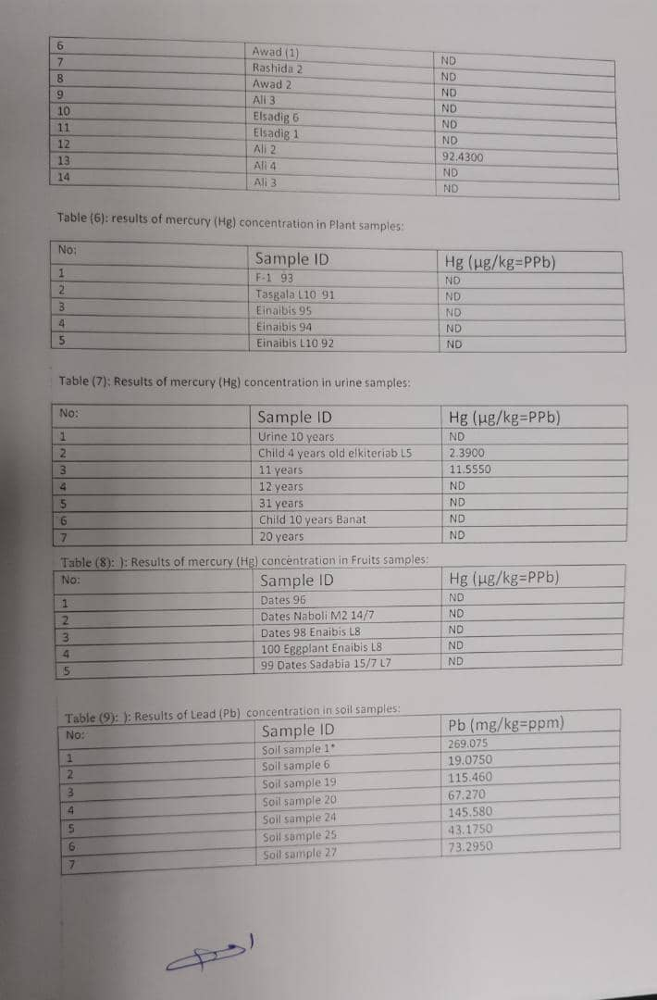 6 Awad (1) ND
7 Rashida 2 ND
8 Awad 2 ND
9 Ali 3 ND
10 Elsadig 6 ND
11 Elsadig 1 ND
12 Ali 2 92.4300
13 Ali 4 ND
14 Ali 3 ND
Table (6): results of mercury (Hg) concentration in Plant samples:
No: Sample ID Hg (µg/kg=PPb)
1 F-1 93 ND
2 Tasgala L10 91 ND
3 Einaibis 95 ND
4 Einaibis 94 ND
5 Einaibis L10 92 ND
Table (7): Results of mercury (Hg) concentration in urine samples:
No: Sample ID Hg (µg/kg=PPb)
1 Urine 10 years ND
2 Child 4 years old elkiteriab L5 2.3900
3 11 years 11.5550
4 12 years ND
5 31 years ND
6 Child 10 years Banat ND
7 20 years ND
Table (8): ): Results of mercury (Hg) concentration in Fruits samples:
No: Sample ID Hg (µg/kg=PPb)
1 Dates 96 ND
2 Dates Naboli M2 14/7 ND
3 Dates 98 Enaibis L8 ND
4 100 Eggplant Enaibis L8 ND
5 99 Dates Sadabia 15/7 L7 ND
Table (9): ): Results of Lead (Pb) concentration in soil samples:
No: Sample ID Pb (mg/kg=ppm)
1 Soil sample 1* 269.075
2 Soil sample 6 19.0750
3 Soil sample 19 115.460
4 Soil sample 20 67.270
5 Soil sample 24 145.580
6 Soil sample 25 43.1750
7 Soil sample 27 73.2950